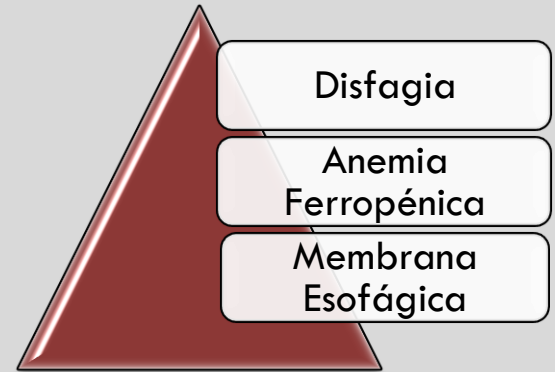 Disfagia
Anemia
Ferropénica
Membrana
Esofágica